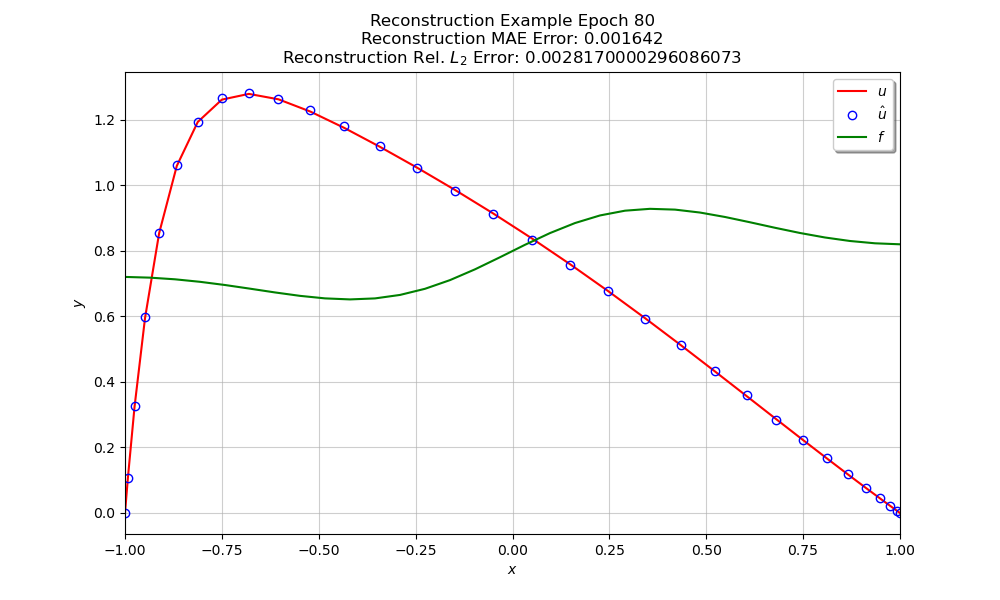 Reconstruction Example Epoch 80
Reconstruction MAE Error: 0.001642
Reconstruction Rel. $L_2$ Error: 0.0028170000296086073
u
û
f
y
1.2
1.0
0.8
0.6
0.4
0.2
0.0
−1.00 −0.75 −0.50 −0.25 0.00 0.25 0.50 0.75 1.00
x